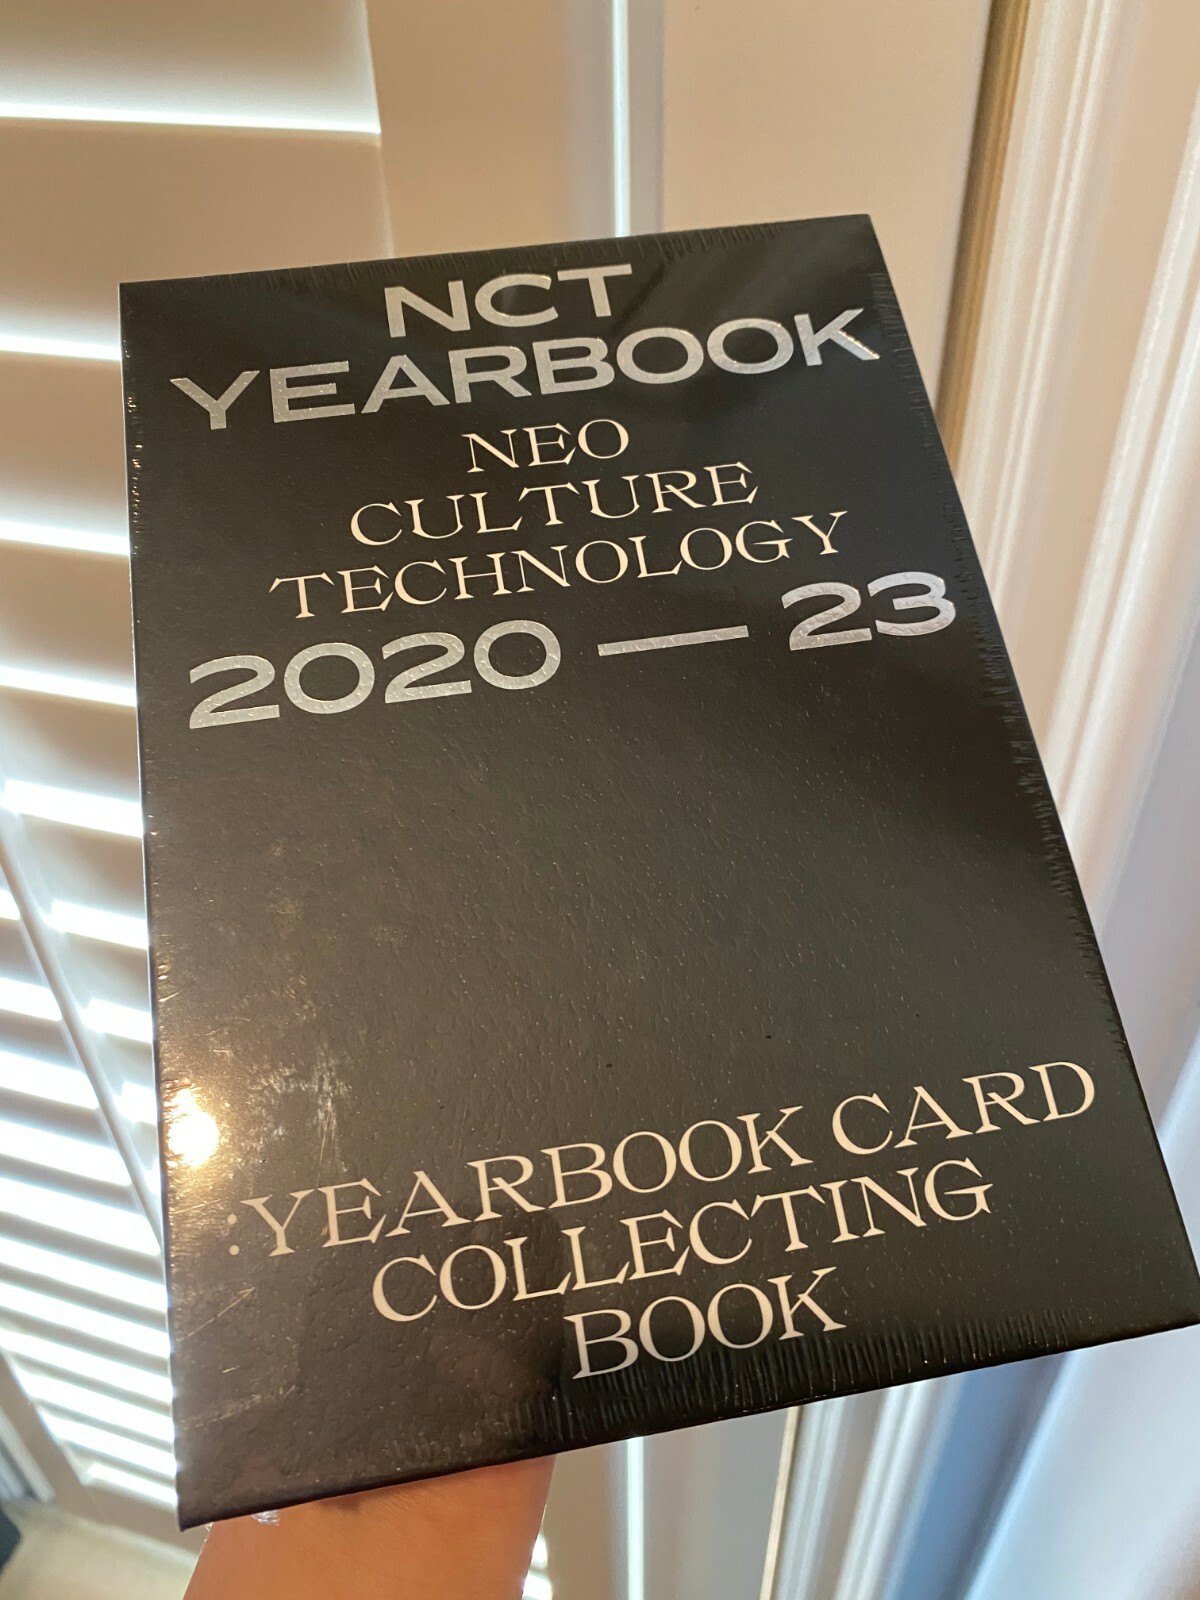 NCT
YEARBOOK
NEO
CULTURE
TECHNOLOGY
2020 — 23
:YEARBOOK CARD
COLLECTING
BOOK